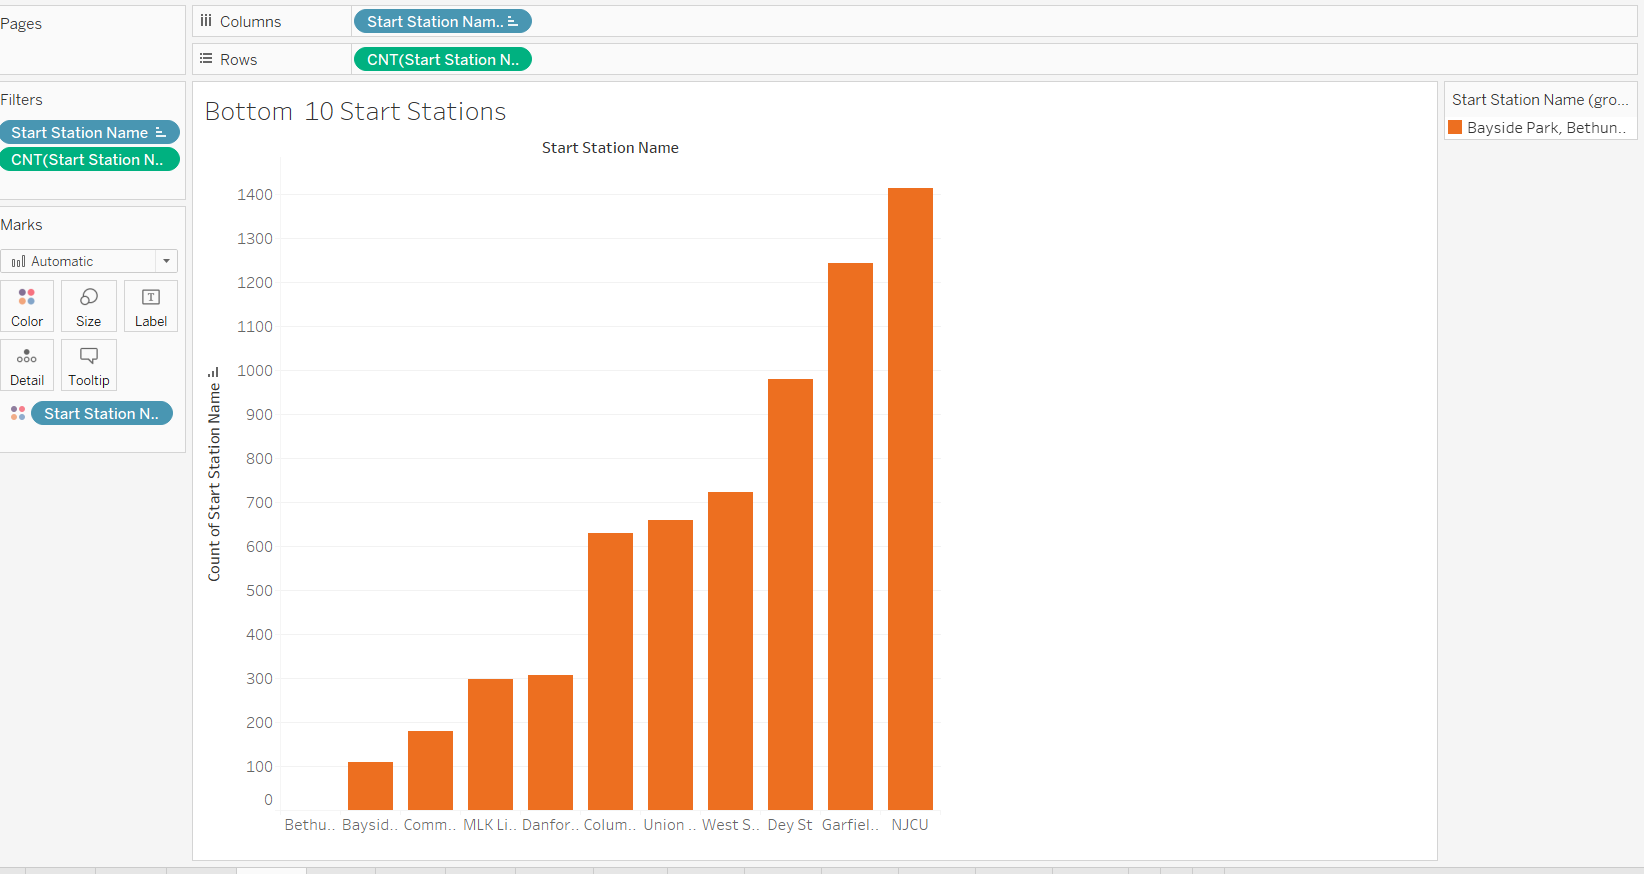 Pages
Columns
Start Station Nam..
Rows
CNT(Start Station N..
Filters
Start Station Name
CNT(Start Station N..
Marks
Automatic
Color
Size
Label
Detail
Tooltip
Start Station N..
Bottom  10 Start Stations
Start Station Name
Count of Start Station Name
1400
1300
1200
1100
1000
900
800
700
600
500
400
300
200
100
0
Bethu.. Baysid.. Comm.. MLK Li.. Danfor.. Colum.. Union .. West S.. Dey St Garfiel.. NJCU
Start Station Name (gro...
Bayside Park, Bethun..